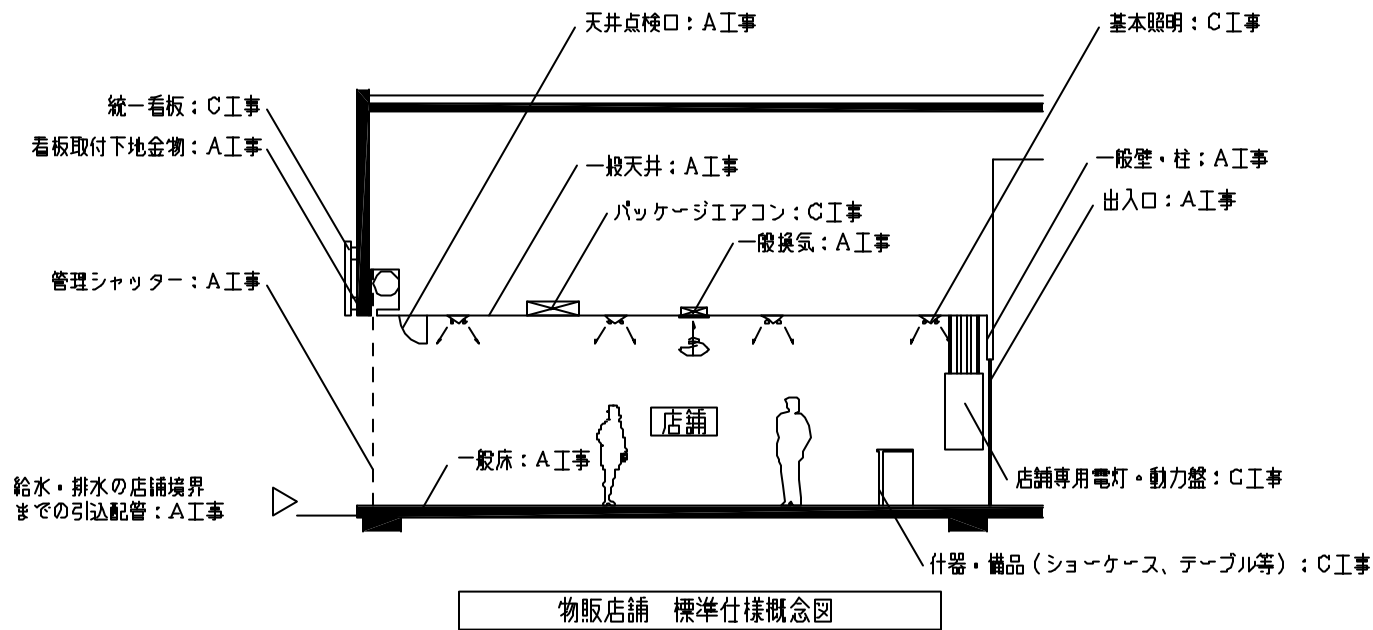 天井点検口：A工事
基本照明：C工事
統一看板：C工事
看板取付下地金物：A工事
一般天井：A工事
一般壁・柱：A工事
パッケージエアコン：C工事
出入口：A工事
一般換気：A工事
管理シャッター：A工事
店舗
一般床：A工事
店舗専用電灯・動力盤：C工事
給水・排水の店舗境界
までの引込配管：A工事
什器・備品（ショーケース、テーブル等）：C工事
物販店舗　標準仕様概念図